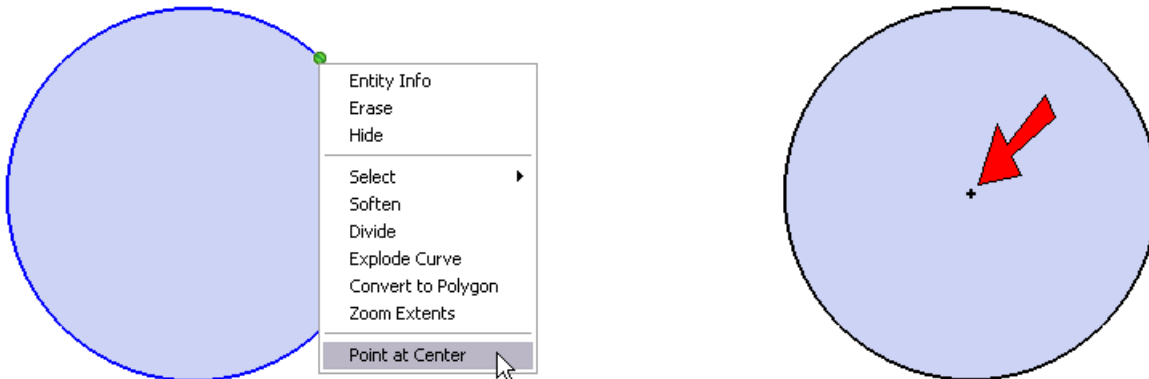 Entity Info
Erase
Hide
Select
Soften
Divide
Explode Curve
Convert to Polygon
Zoom Extents
Point at Center